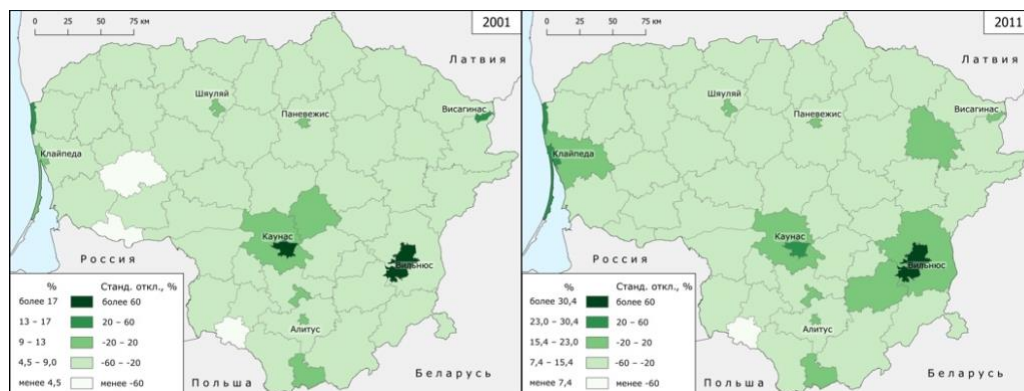 0 25 50 75 км
2001
Латвия
Шяуляй
Паневежис
Висагинас
Клайпеда
Каунас
Вильнюс
Россия
Алитус
Польша
Беларусь
% Станд. откл., %
более 17 более 60
13 – 17 20 – 60
9 – 13 -20 – 20
4,5 – 9,0 -60 – -20
менее 4,5 менее -60
0 25 50 75 км
2011
Латвия
Шяуляй
Паневежис
Висагинас
Клайпеда
Каунас
Вильнюс
Россия
Алитус
Польша
Беларусь
% Станд. откл., %
более 30,4 более 60
23,0 – 30,4 20 – 60
15,4 – 23,0 -20 – 20
7,4 – 15,4 -60 – -20
менее 7,4 менее -60